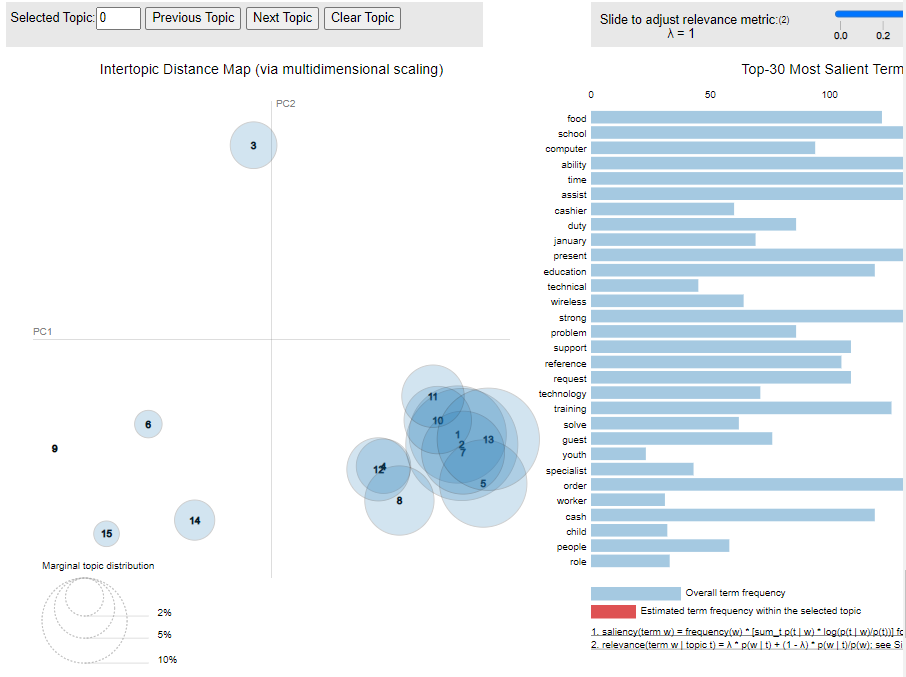 Selected Topic: 0 Previous Topic Next Topic Clear Topic
Slide to adjust relevance metric:(2)
λ = 1
0.0 0.2
Intertopic Distance Map (via multidimensional scaling)
PC2
PC1
3
6
9
14
15
11
10
1
2
7
13
5
12
4
8
Marginal topic distribution
2%
5%
10%
Top-30 Most Salient Term
0 50 100
food
school
computer
ability
time
assist
cashier
duty
january
present
education
technical
wireless
strong
problem
support
reference
request
technology
training
solve
guest
youth
specialist
order
worker
cash
child
people
role
Overall term frequency
Estimated term frequency within the selected topic
1. saliency(term w) = frequency(w) * [sum_t p(t | w) * log(p(t | w)/p(t))] fo
2. relevance(term w | topic t) = λ * p(w | t) + (1 - λ) * p(w | t)/p(w); see Si